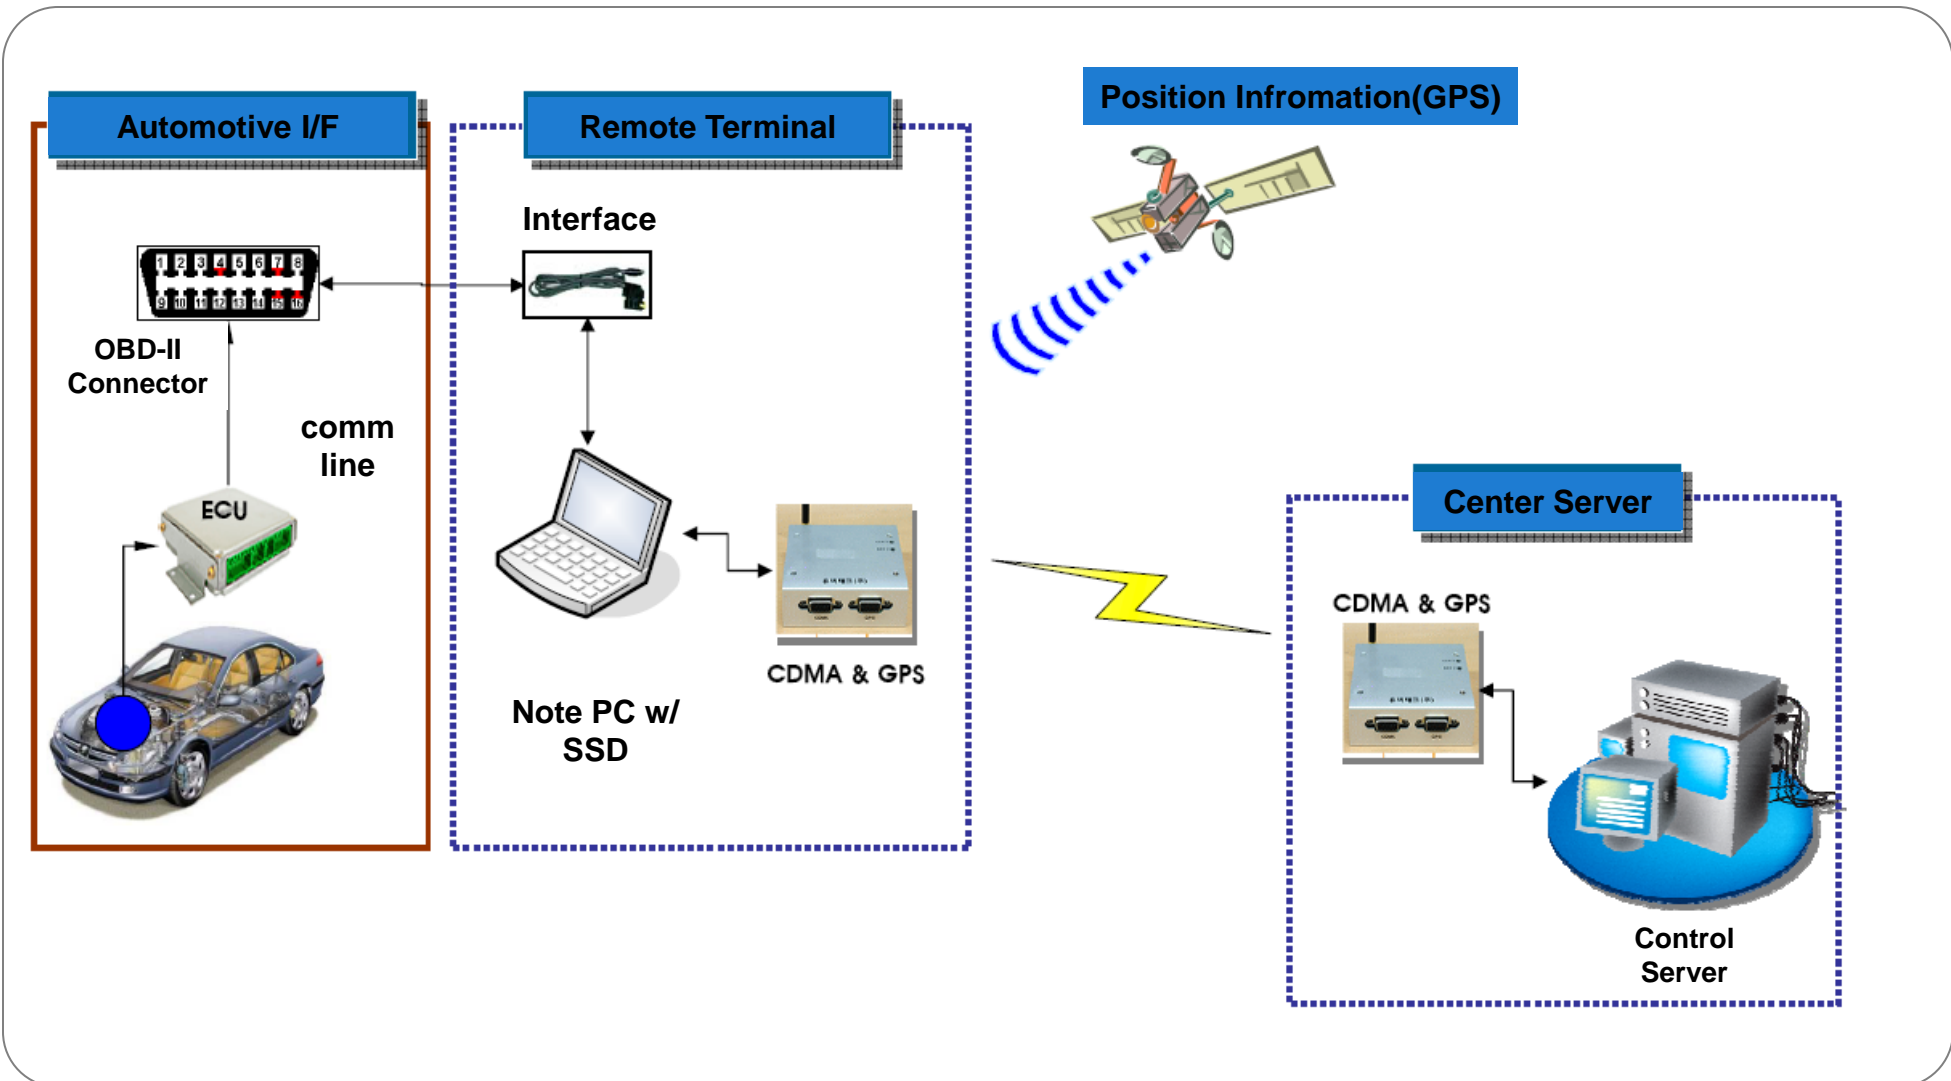 Automotive I/F
Remote Terminal
Position Infromation(GPS)
Interface
1 2 3 4 5 6 7 8
9 10 11 12 13 14 15 16
OBD-II
Connector
comm
line
ECU
CDMA & GPS
Note PC w/
SSD
Center Server
CDMA & GPS
Control
Server